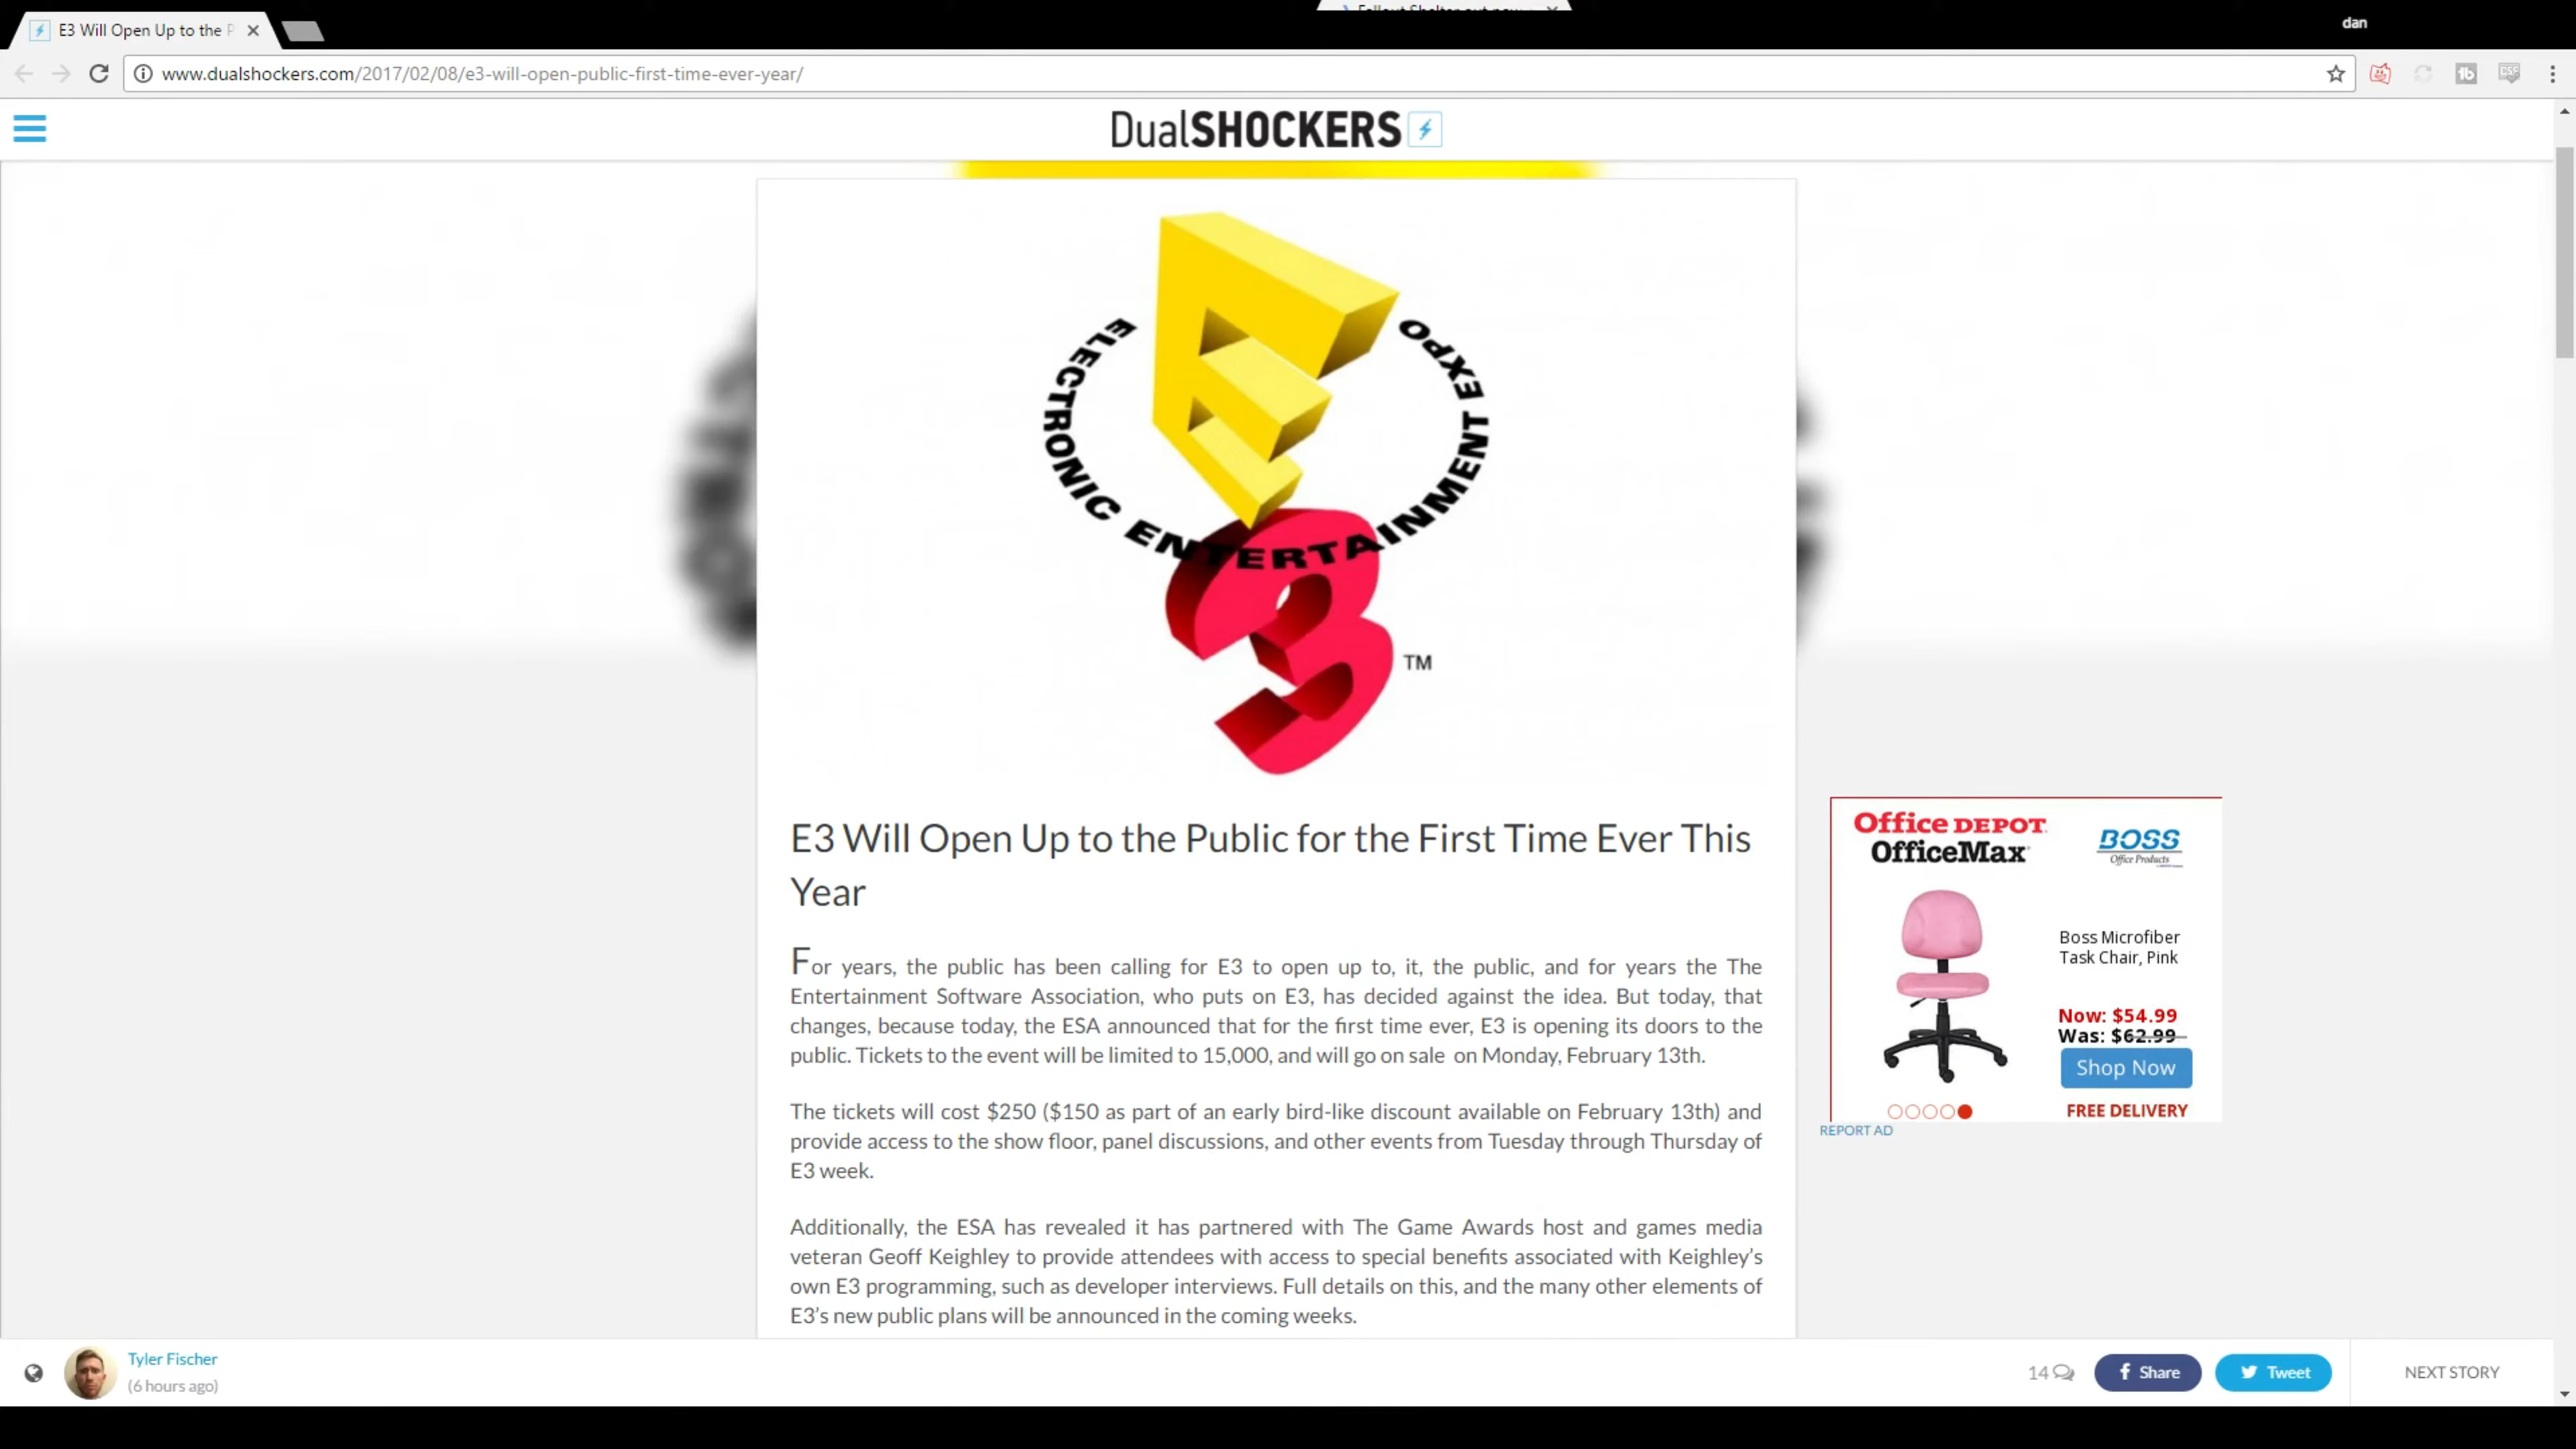 Fallout Shelter out now
dan
E3 Will Open Up to the P
www.dualshockers.com/2017/02/08/e3-will-open-public-first-time-ever-year/
tb
CSC
DualSHOCKERS
ELECTRONIC ENTERTAINMENT EXPO
E3
TM
E3 Will Open Up to the Public for the First Time Ever This
Year
For years, the public has been calling for E3 to open up to, it, the public, and for years the The
Entertainment Software Association, who puts on E3, has decided against the idea. But today, that
changes, because today, the ESA announced that for the first time ever, E3 is opening its doors to the
public. Tickets to the event will be limited to 15,000, and will go on sale on Monday, February 13th.
The tickets will cost $250 ($150 as part of an early bird-like discount available on February 13th) and
provide access to the show floor, panel discussions, and other events from Tuesday through Thursday of
E3 week.
Additionally, the ESA has revealed it has partnered with The Game Awards host and games media
veteran Geoff Keighley to provide attendees with access to special benefits associated with Keighley's
own E3 programming, such as developer interviews. Full details on this, and the many other elements of
E3's new public plans will be announced in the coming weeks.
Office DEPOT
OfficeMax
BOSS
Office Products
Boss Microfiber
Task Chair, Pink
Now: $54.99
Was: $62.99
Shop Now
FREE DELIVERY
REPORT AD
Tyler Fischer
(6 hours ago)
14
Share
Tweet
NEXT STORY